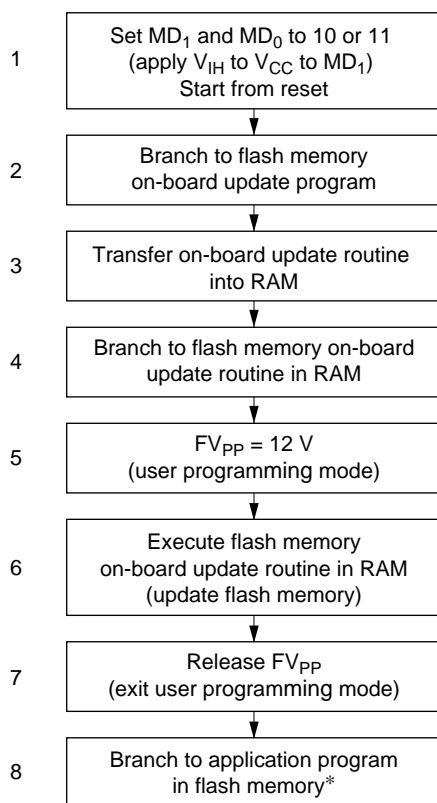 1
Set MD₁ and MD₀ to 10 or 11
(apply V_IH to V_CC to MD₁)
Start from reset
2
Branch to flash memory
on-board update program
3
Transfer on-board update routine
into RAM
4
Branch to flash memory on-board
update routine in RAM
5
FV_PP = 12 V
(user programming mode)
6
Execute flash memory
on-board update routine in RAM
(update flash memory)
7
Release FV_PP
(exit user programming mode)
8
Branch to application program
in flash memory*